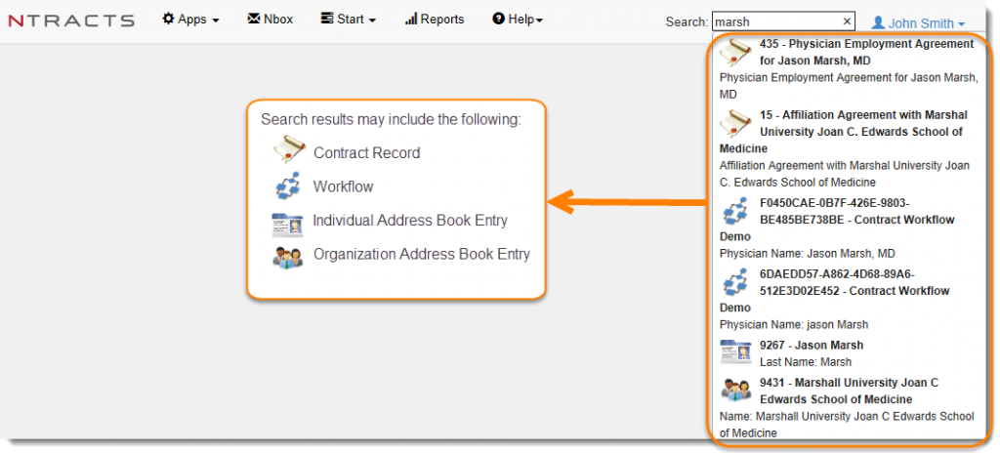 NTRACTS Apps Nbox Start Reports Help Search: marsh × John Smith
Search results may include the following:
Contract Record
Workflow
Individual Address Book Entry
Organization Address Book Entry
435 - Physician Employment Agreement
for Jason Marsh, MD
Physician Employment Agreement for Jason Marsh,
MD
15 - Affiliation Agreement with Marshal
University Joan C. Edwards School of
Medicine
Affiliation Agreement with Marshal University Joan
C. Edwards School of Medicine
F0450CAE-0B7F-426E-9803-
BE485BE738BE - Contract Workflow
Demo
Physician Name: Jason Marsh, MD
6DAEDD57-A862-4D68-89A6-
512E3D02E452 - Contract Workflow
Demo
Physician Name: jason Marsh
9267 - Jason Marsh
Last Name: Marsh
9431 - Marshall University Joan C
Edwards School of Medicine
Name: Marshall University Joan C Edwards School
of Medicine